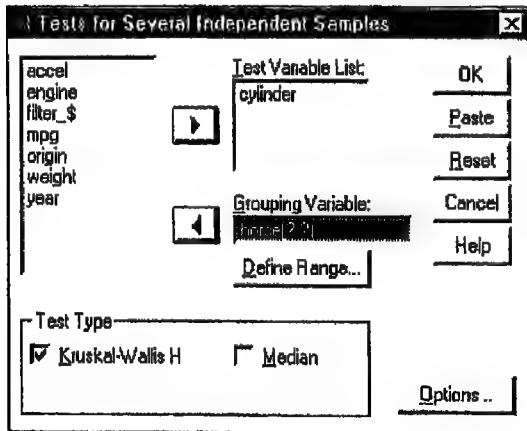 Tests for Several Independent Samples
accel
engine
filter_$
mpg
origin
weight
year
Test Variable List:
cylinder
Grouping Variable:
horse(? ?)
Define Range...
OK
Paste
Reset
Cancel
Help
Test Type
Kruskal-Wallis H
Median
Options..